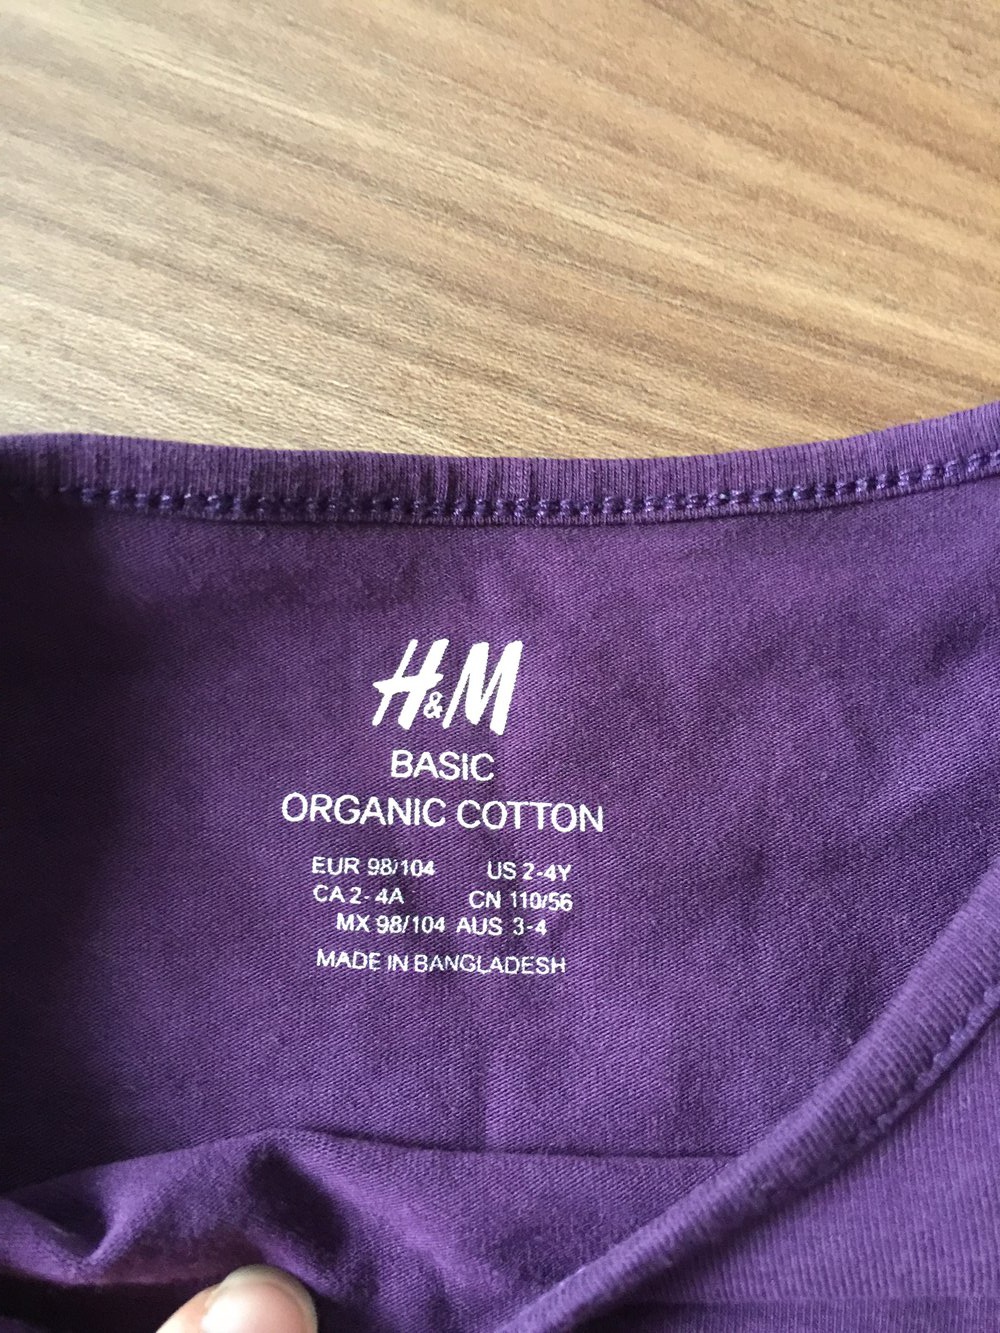 H&M
BASIC
ORGANIC COTTON
EUR 98/104 US 2-4Y
CA 2-4A CN 110/56
MX 98/104 AUS 3-4
MADE IN BANGLADESH